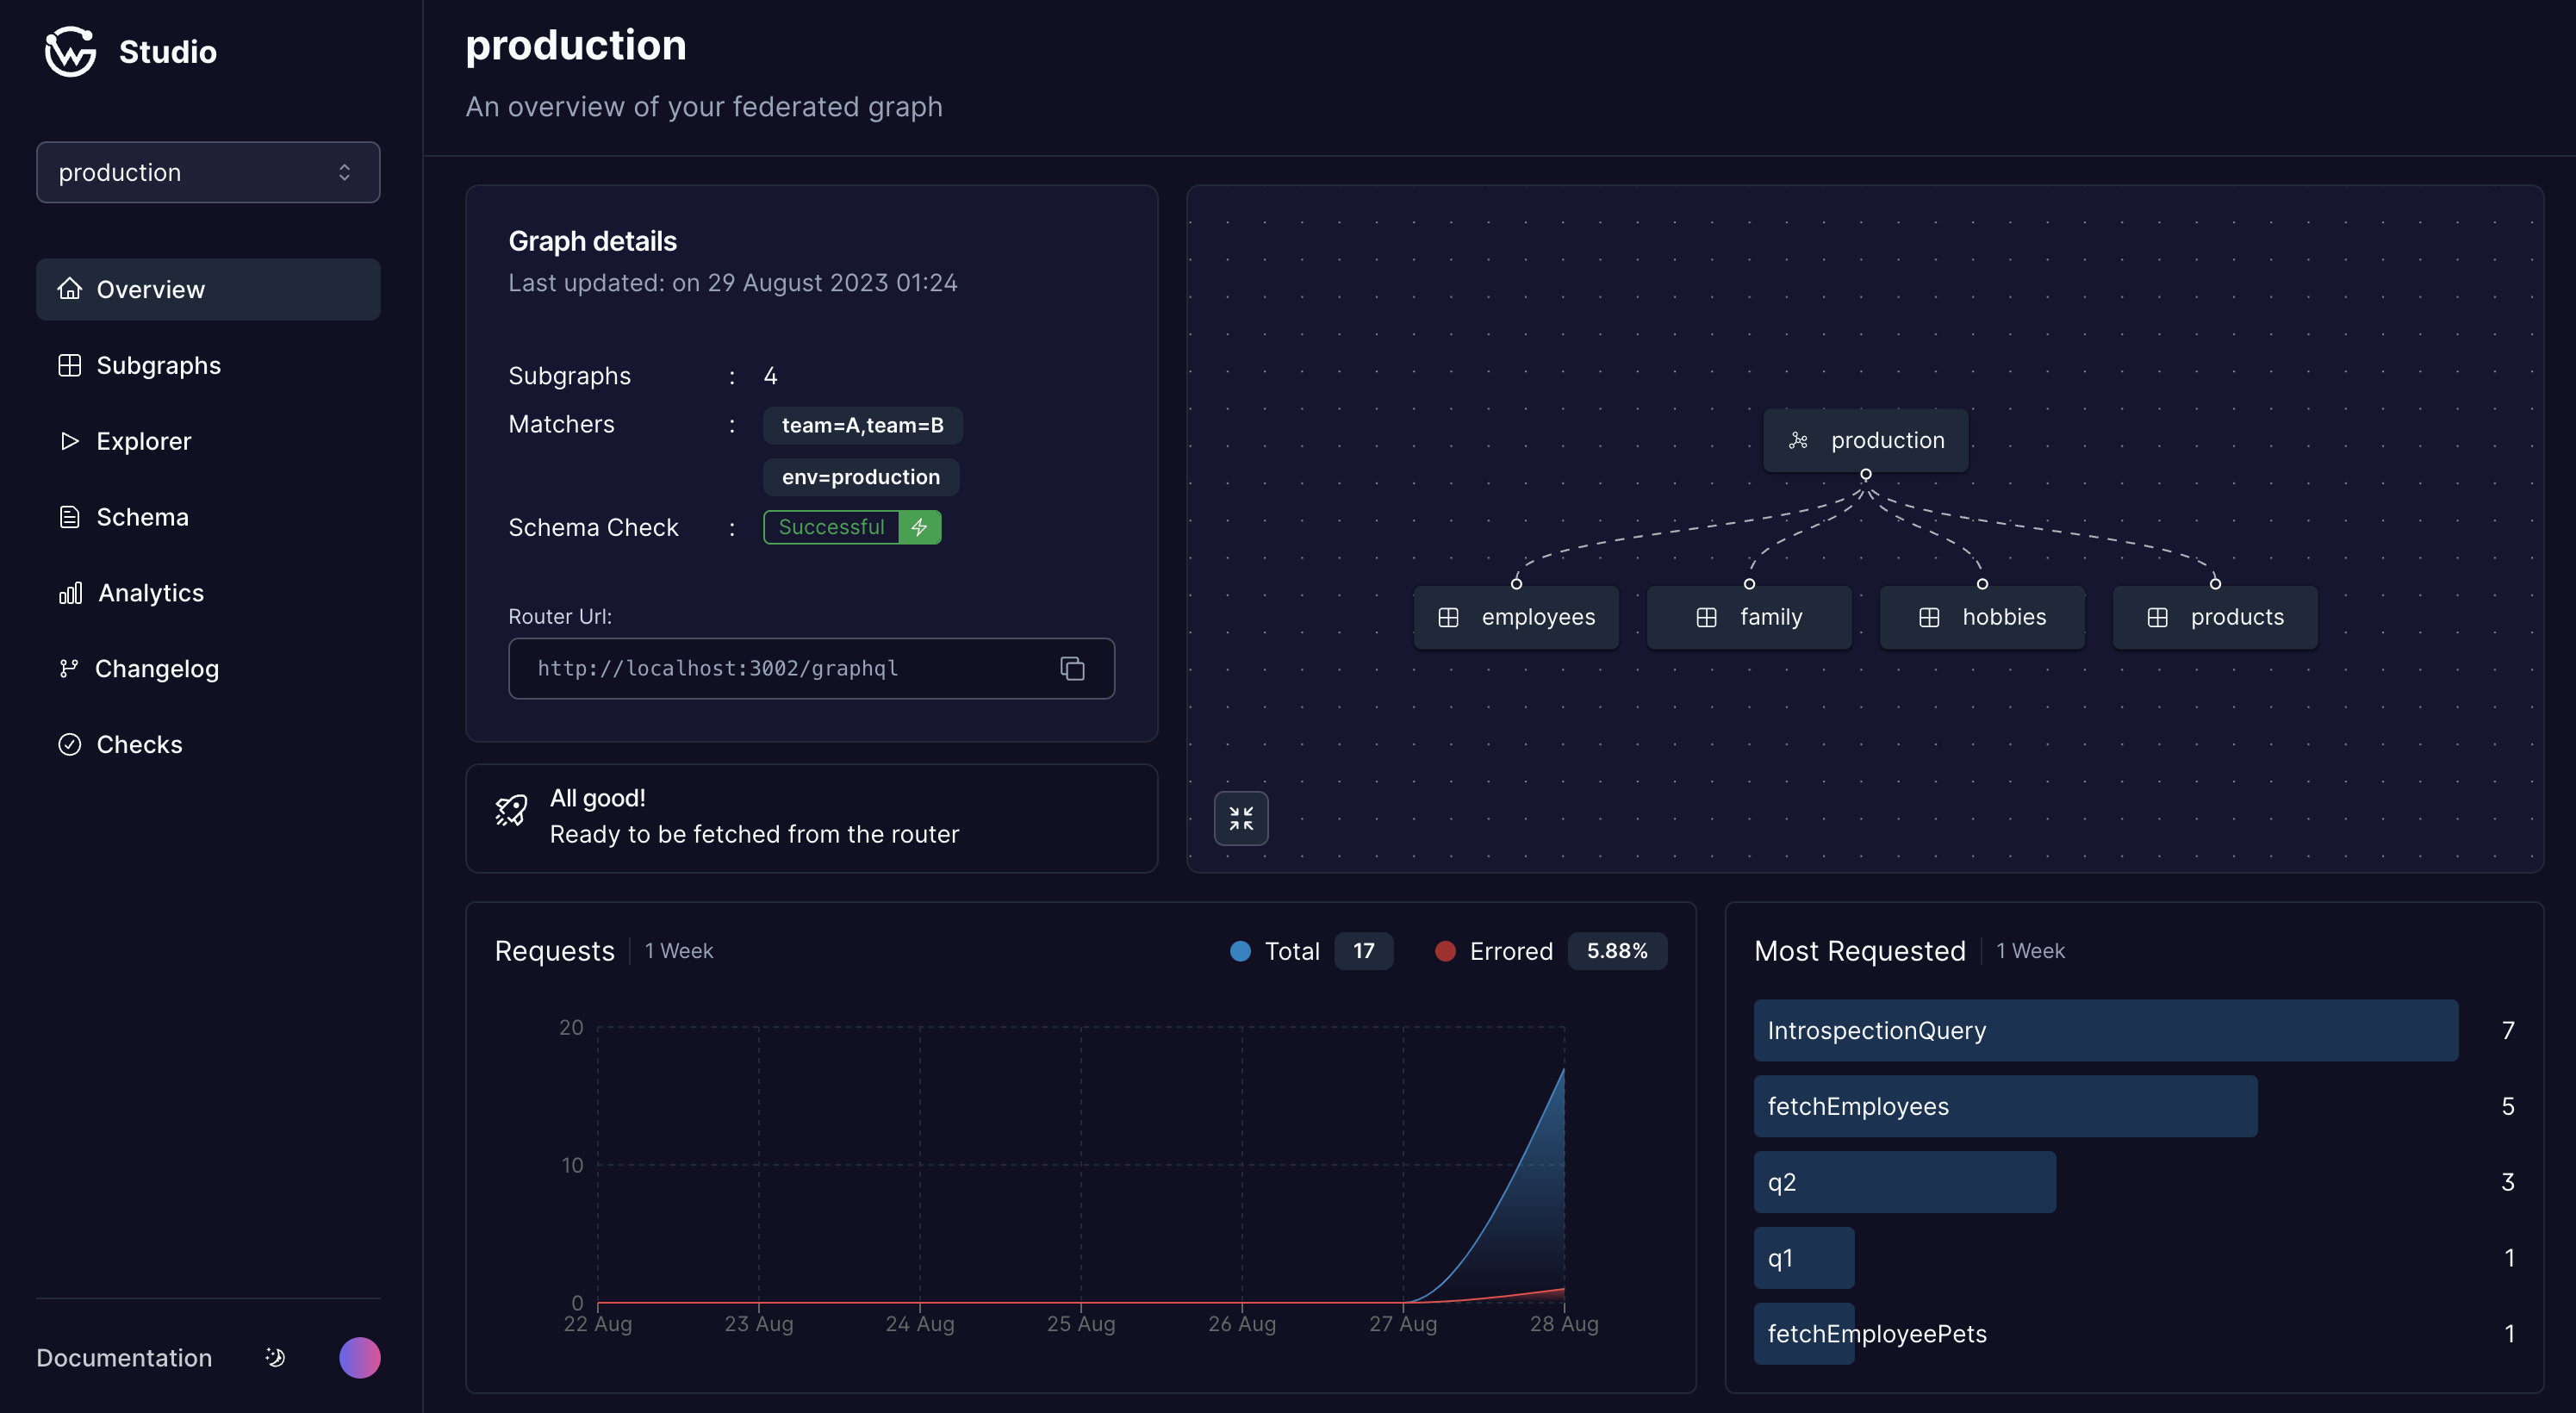 Studio
production
Overview
Subgraphs
Explorer
Schema
Analytics
Changelog
Checks
Documentation
production
An overview of your federated graph
Graph details
Last updated: on 29 August 2023 01:24
Subgraphs : 4
Matchers : team=A,team=B
env=production
Schema Check : Successful
Router Url:
http://localhost:3002/graphql
All good!
Ready to be fetched from the router
production
employees family hobbies products
Requests 1 Week Total 17 Errored 5.88%
20
10
0
22 Aug 23 Aug 24 Aug 25 Aug 26 Aug 27 Aug 28 Aug
Most Requested 1 Week
IntrospectionQuery 7
fetchEmployees 5
q2 3
q1 1
fetchEmployeePets 1